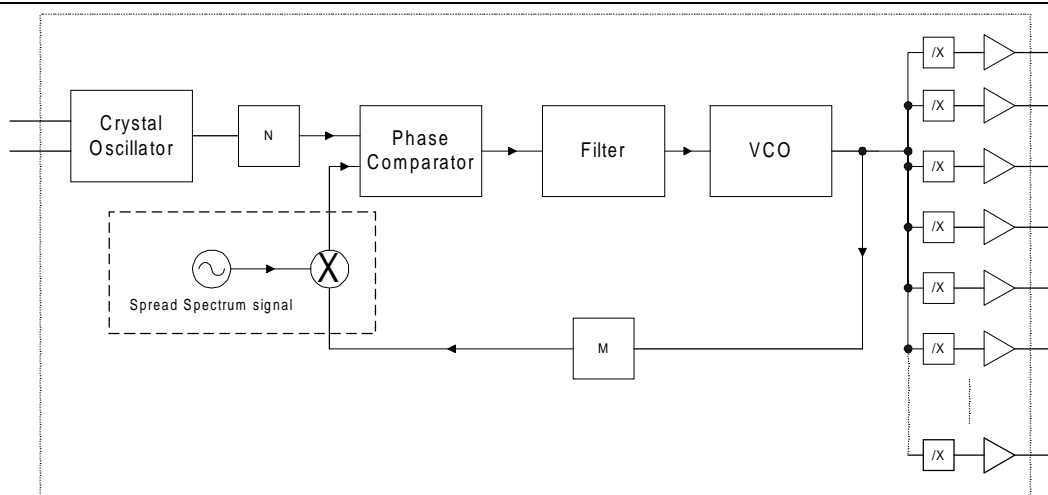 Crystal
Oscillator
N
Phase
Comparator
Filter
VCO
/X
/X
/X
/X
/X
/X
/X
X
Spread Spectrum signal
M